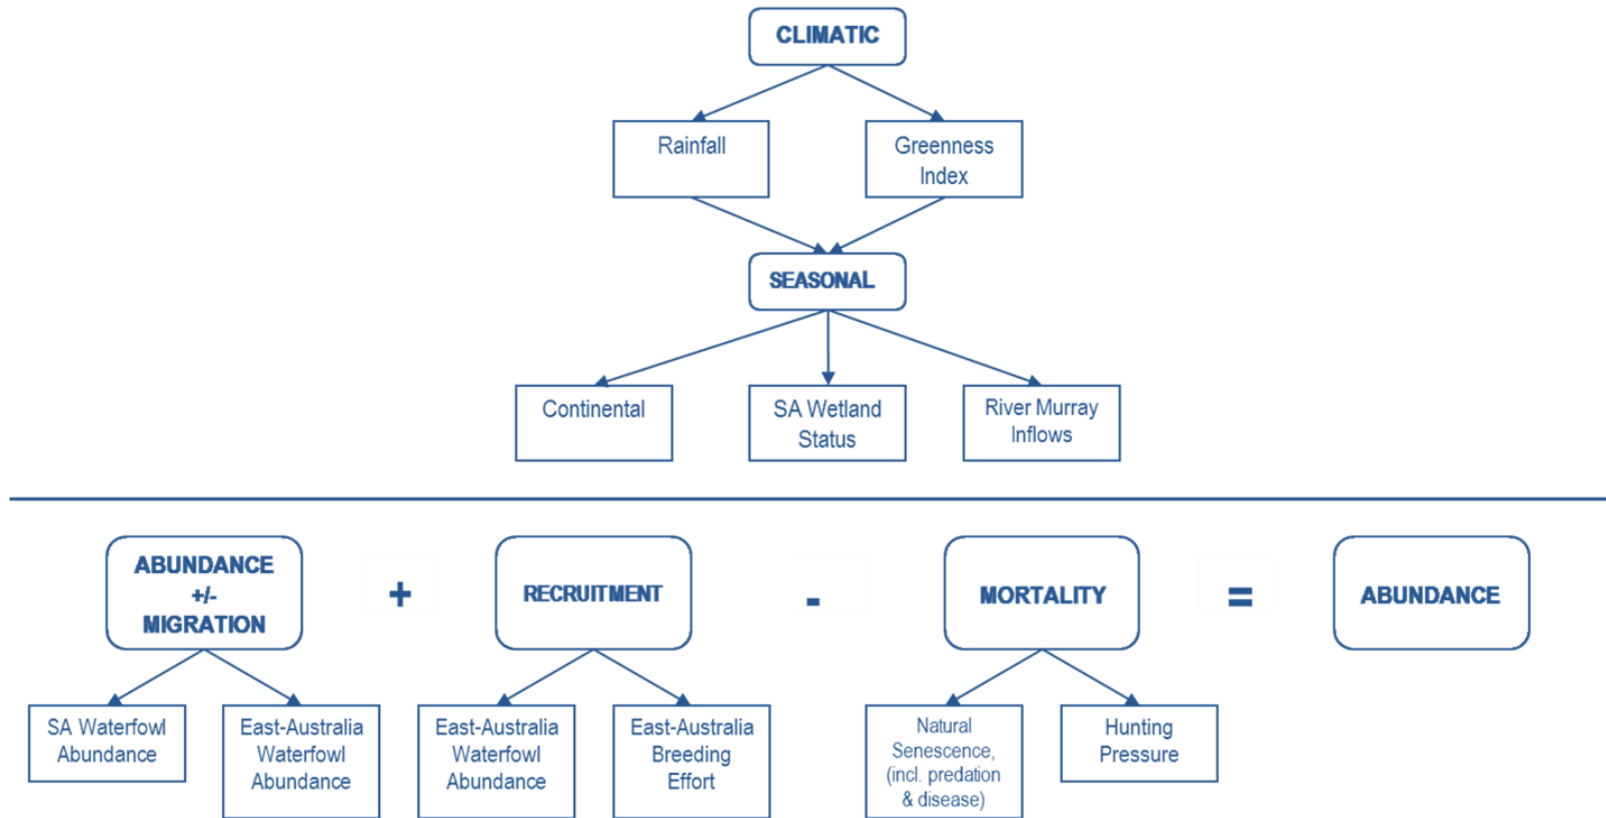 CLIMATIC
Rainfall
Greenness
Index
SEASONAL
Continental
SA Wetland
Status
River Murray
Inflows
ABUNDANCE
+/-
MIGRATION
+
RECRUITMENT
-
MORTALITY
=
ABUNDANCE
SA Waterfowl
Abundance
East-Australia
Waterfowl
Abundance
East-Australia
Waterfowl
Abundance
East-Australia
Breeding
Effort
Natural
Senescence,
(incl. predation
& disease)
Hunting
Pressure